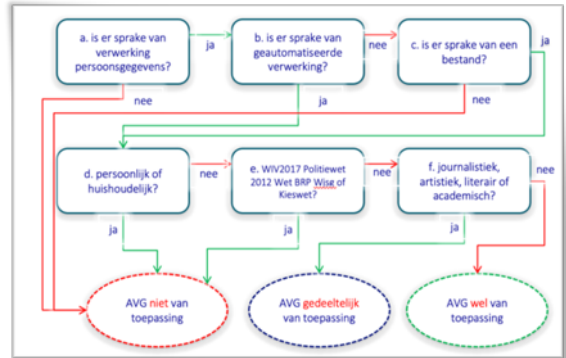 a. is er sprake van
verwerking
persoonsgegevens?
ja
b. is er sprake van
geautomatiseerde
verwerking?
nee
c. is er sprake van een
bestand?
ja
nee
ja
nee
d. persoonlijk of
huishoudelijk?
nee
e. WIV2017 Politiewet
2012 Wet BRP Wjsg of
Kieswet?
nee
f. journalistiek,
artistiek, literair of
academisch?
nee
ja
ja
ja
AVG niet van
toepassing
AVG gedeeltelijk
van toepassing
AVG wel van
toepassing